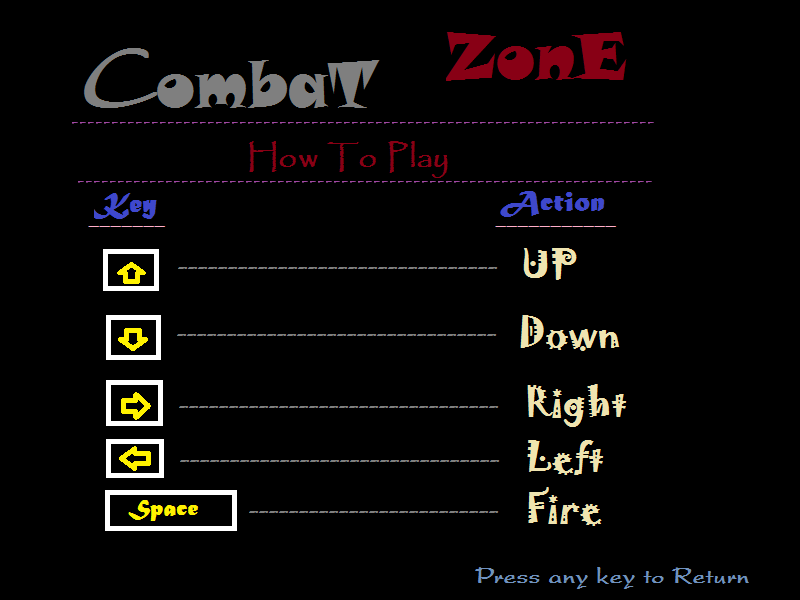 CombaT ZonE
How To Play
Key Action
UP
Down
Right
Left
Space Fire
Press any key to Return